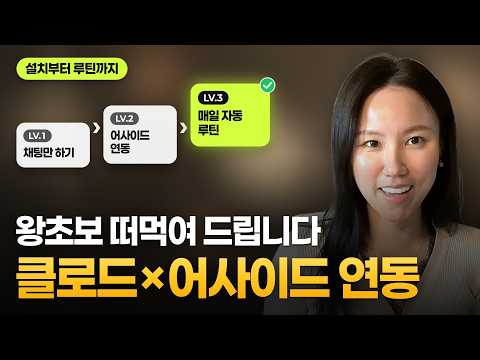 설치부터 루틴까지
LV.1
채팅만 하기
LV.2
어사이드
연동
LV.3
매일 자동
루틴
왕초보 떠먹여 드립니다
클로드×어사이드 연동